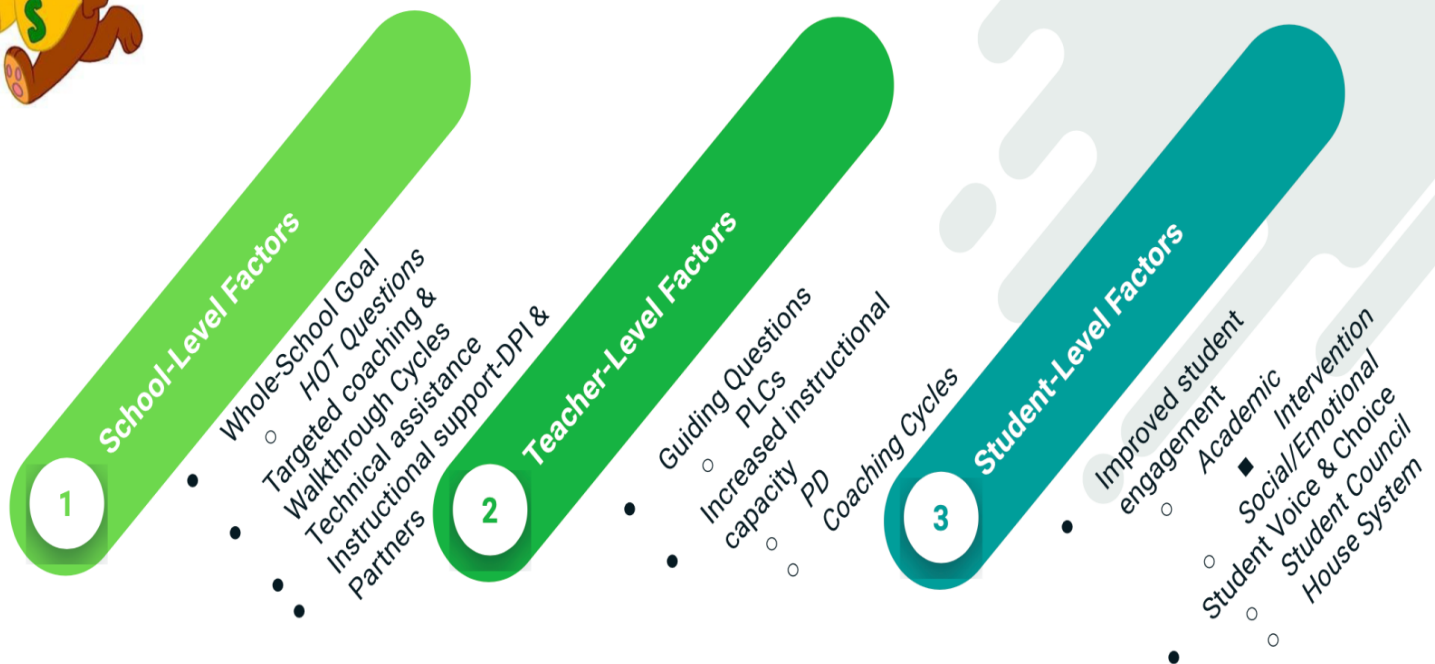 S
1
School-Level Factors
Whole-School Goal
HOT Questions
Targeted coaching &
Walkthrough Cycles
Technical assistance
Instructional support-DPI &
Partners
2
Teacher-Level Factors
Guiding Questions
PLCs
Increased instructional
capacity
PD
Coaching Cycles
3
Student-Level Factors
Improved student
engagement
Academic
Intervention
Social/Emotional
Student Voice & Choice
Student Council
House System